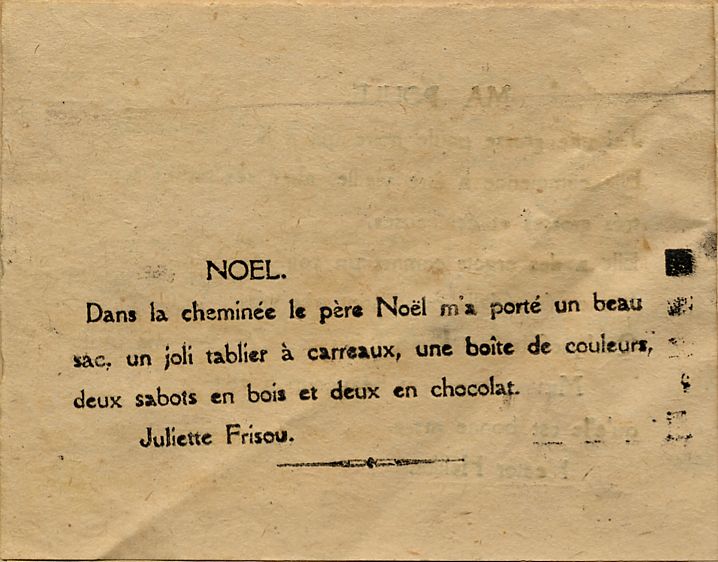 NOEL.
Dans la cheminée le père Noël m'a porté un beau
sac, un joli tablier à carreaux, une boîte de couleurs,
deux sabots en bois et deux en chocolat.
Juliette Frisou.